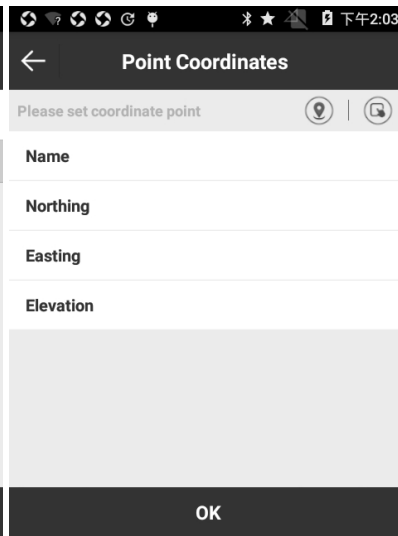 下午2:03
Point Coordinates
Please set coordinate point
Name
Northing
Easting
Elevation
OK